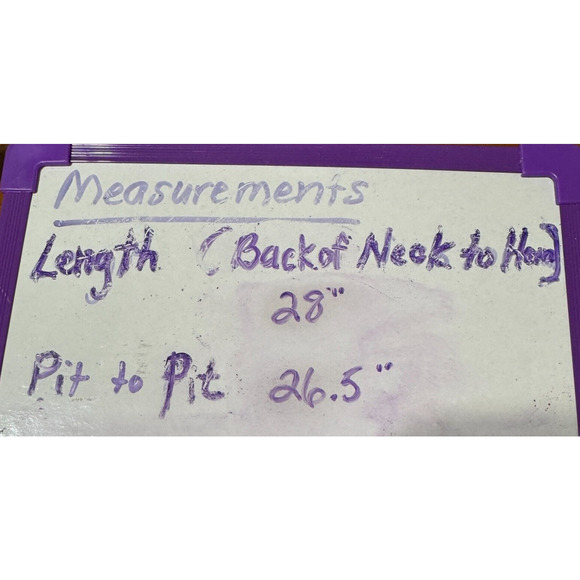 Measurements
Length (Back of Neck to Hem)
28"
Pit to Pit 26.5"